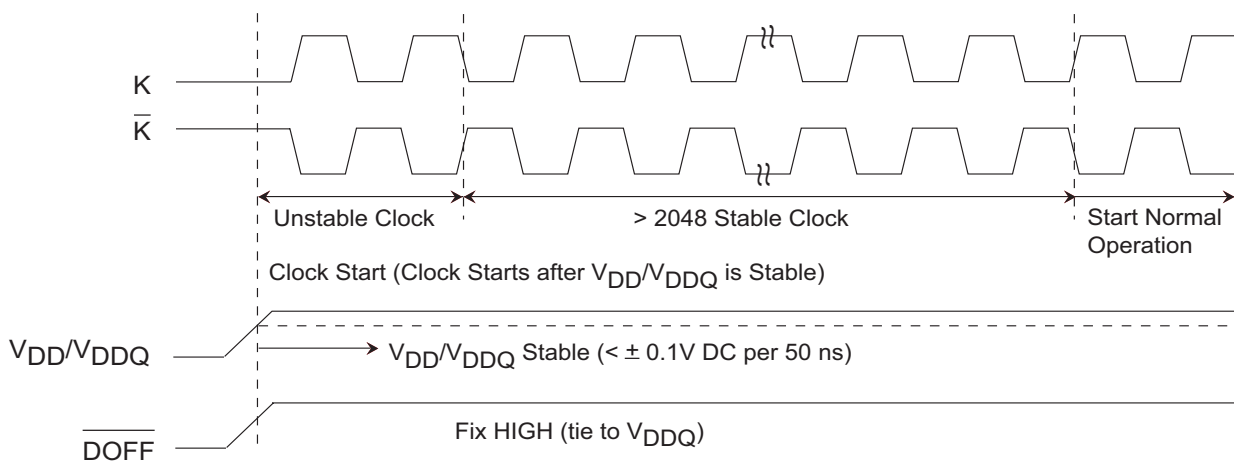 K
K̅
Unstable Clock
> 2048 Stable Clock
Start Normal
Operation
Clock Start (Clock Starts after VDD/VDDQ is Stable)
VDD/VDDQ
VDD/VDDQ Stable (< ± 0.1V DC per 50 ns)
Fix HIGH (tie to VDDQ)
D̅O̅F̅F̅